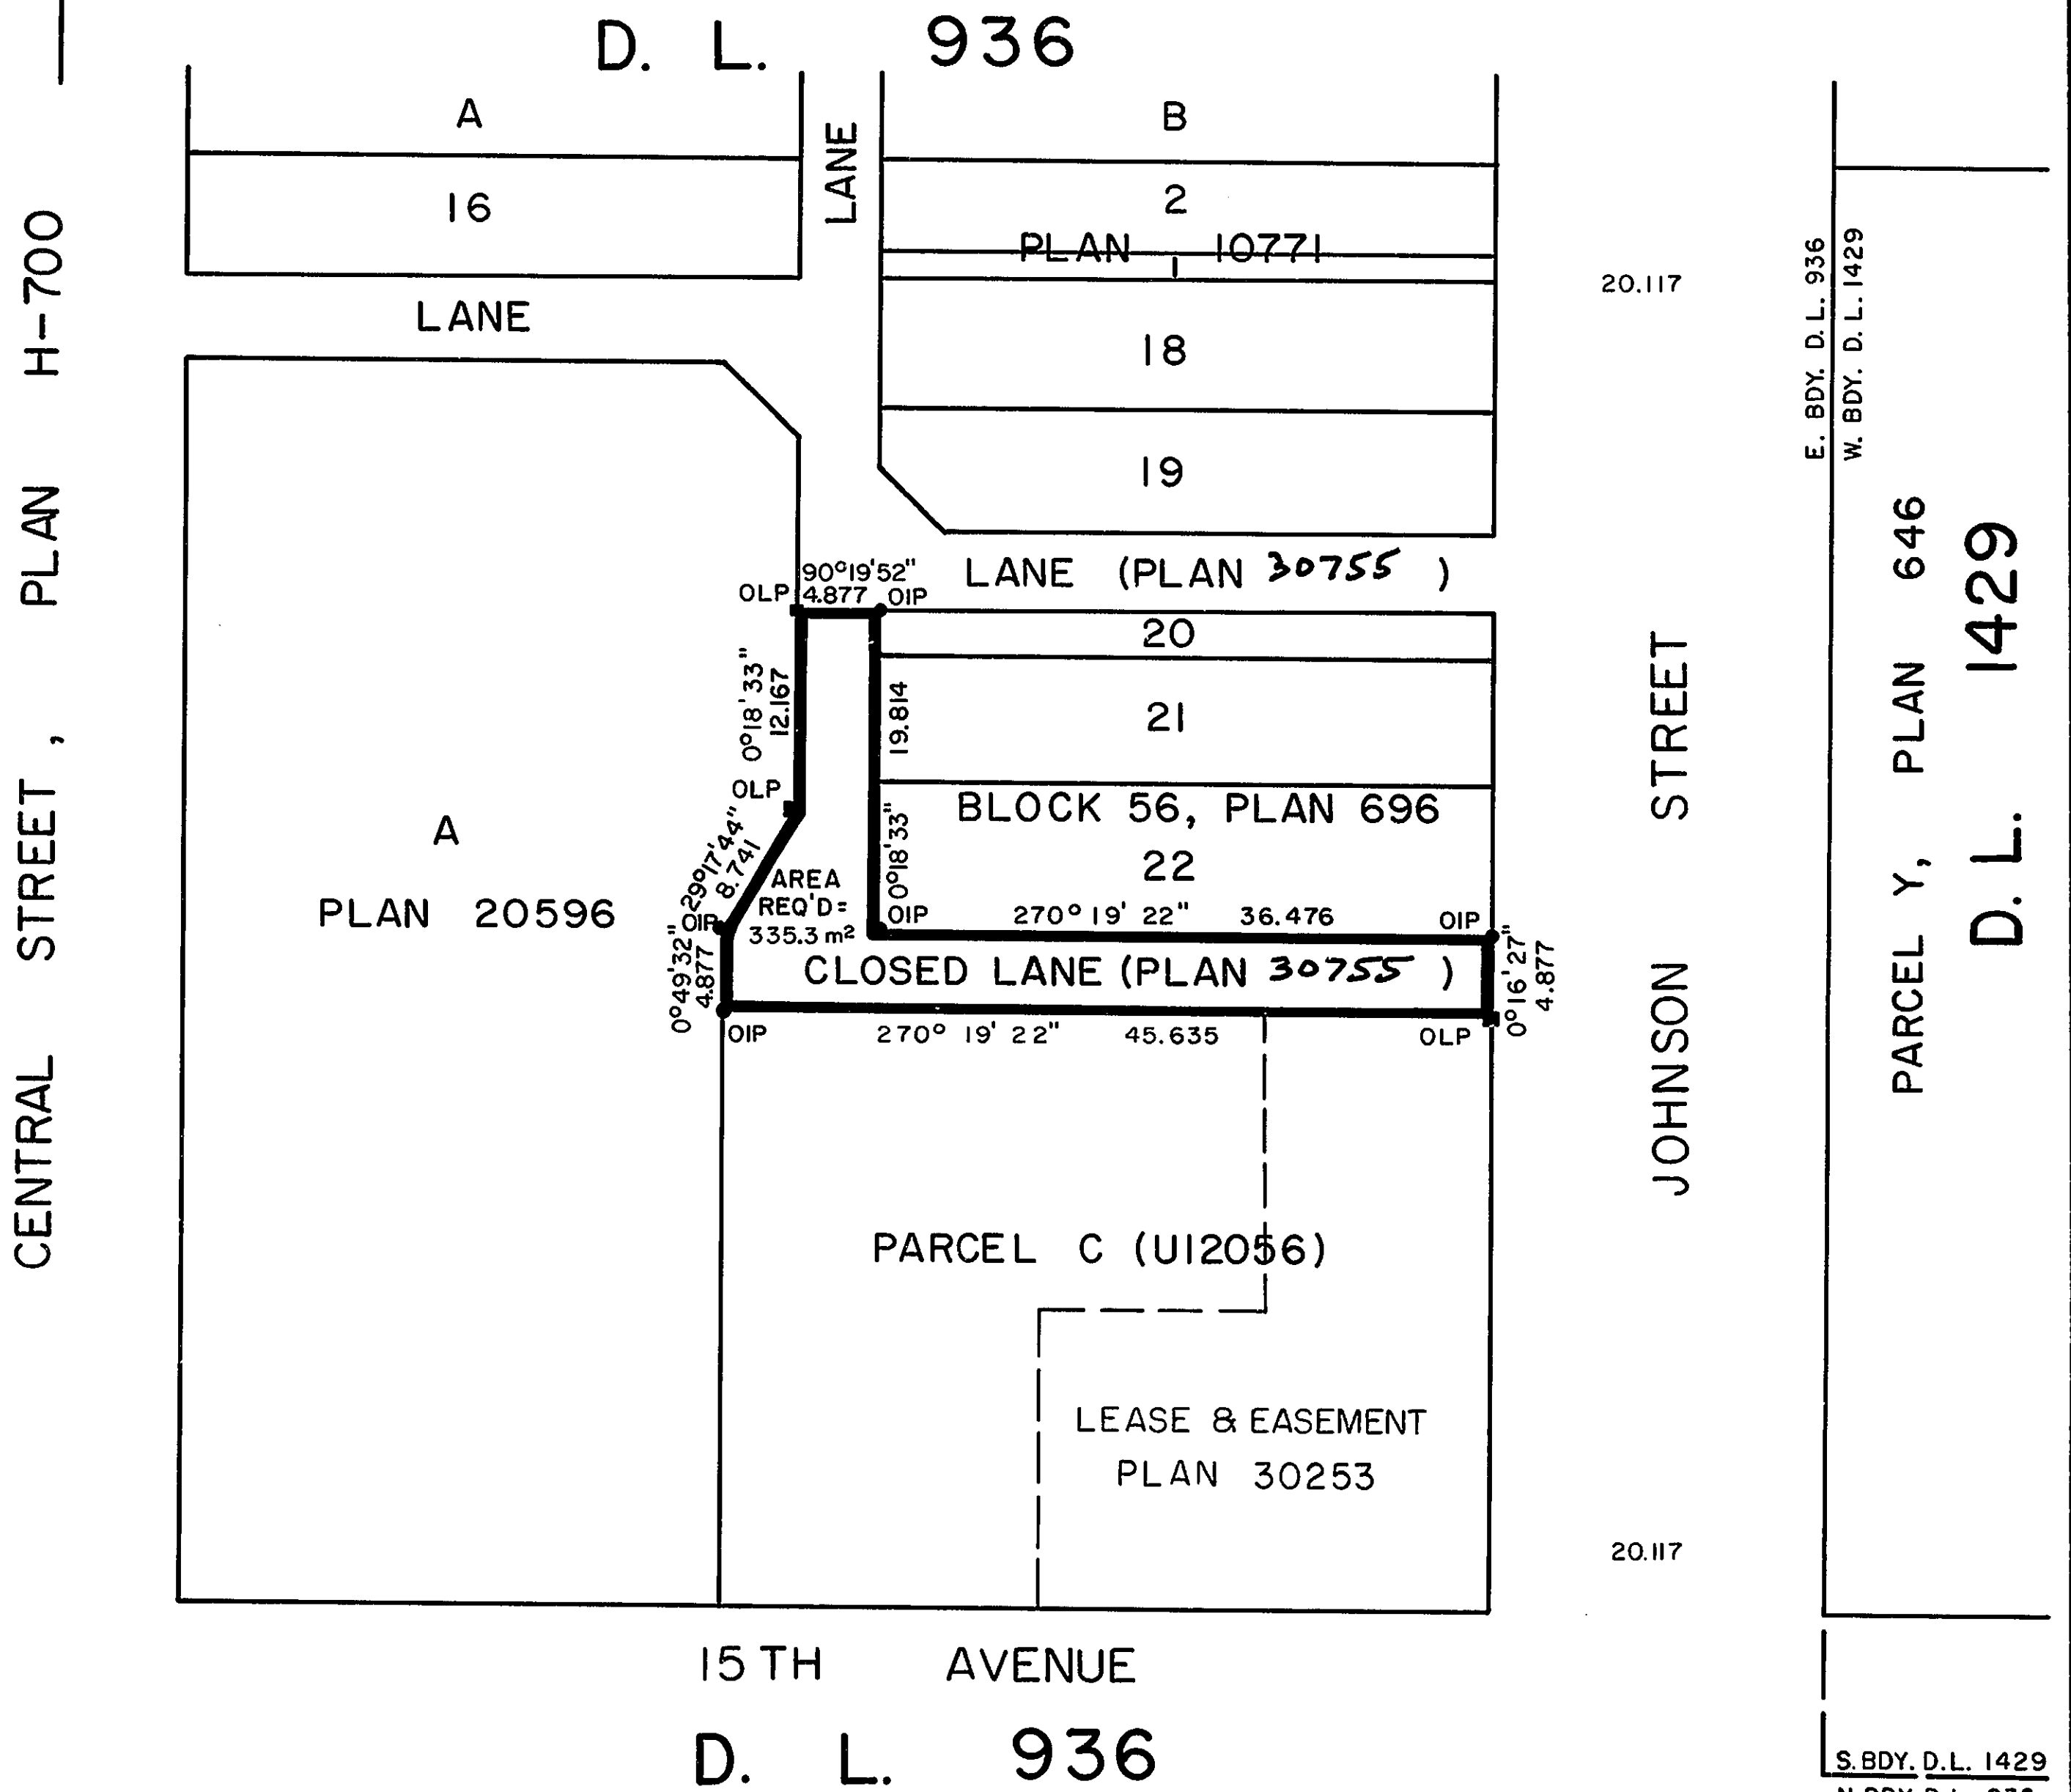 D. L. 936
A
B
LANE
16
2
PLAN 10771
1
20.117
LANE
18
19
E. BDY. D. L. 936
W. BDY. D. L. 1429
CENTRAL STREET, PLAN H-700
90°19'52"
4.877
OLP
OIP
LANE (PLAN 30755 )
20
0°18'33"
12.167
19.814
0°18'33"
21
OLP
BLOCK 56, PLAN 696
22
A
PLAN 20596
29°17'44"
8.741
AREA
REQ'D=
335.3 m²
OIP
OIP
270° 19' 22" 36.476
OIP
0°49'32"
4.877
CLOSED LANE (PLAN 30755 )
0°16'27"
4.877
OIP
270° 19' 22" 45.635
OLP
JOHNSON STREET
PARCEL Y, PLAN 646
D. L. 1429
PARCEL C (U12056)
LEASE & EASEMENT
PLAN 30253
20.117
15TH AVENUE
D. L. 936
S. BDY. D.L. 1429